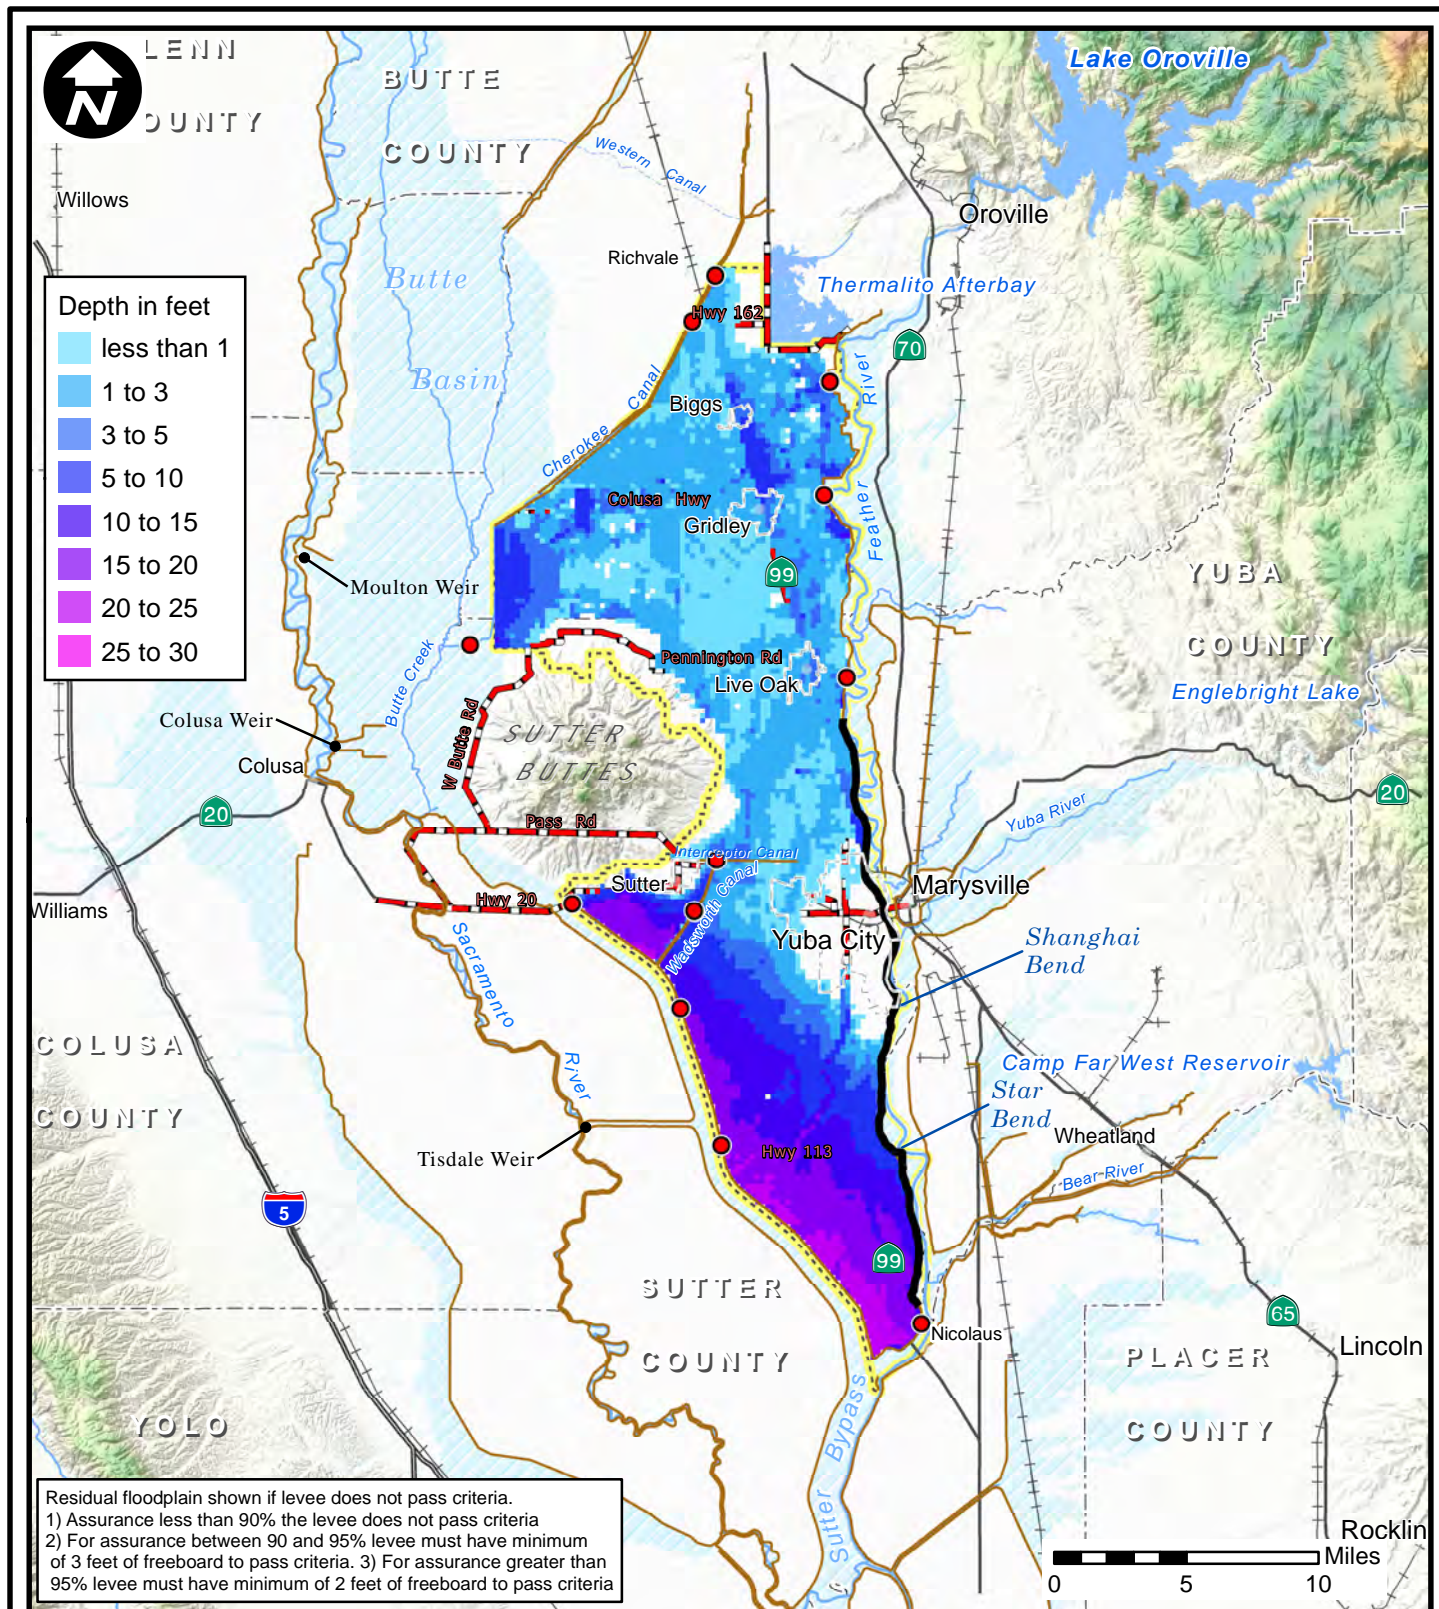 N
LENN
OUNTY
BUTTE
COUNTY
Lake Oroville
Western Canal
Willows
Oroville
Richvale
Butte
Basin
Thermalito Afterbay
Hwy 162
70
Depth in feet
less than 1
1 to 3
3 to 5
5 to 10
10 to 15
15 to 20
20 to 25
25 to 30
Cherokee Canal
Biggs
Feather River
Colusa Hwy
Gridley
99
Moulton Weir
YUBA
COUNTY
Butte Creek
Pennington Rd
Live Oak
Englebright Lake
Colusa Weir
Colusa
W Butte Rd
SUTTER
BUTTES
20
Pass Rd
Yuba River
20
Interceptor Canal
Sutter
Wadsworth Canal
Marysville
Hwy 20
Williams
Yuba City
Shanghai
Bend
Sacramento River
COLUSA
COUNTY
Camp Far West Reservoir
Star
Bend
Wheatland
Tisdale Weir
Hwy 113
Bear River
5
99
SUTTER
COUNTY
Nicolaus
65
Lincoln
PLACER
COUNTY
YOLO
Sutter Bypass
Residual floodplain shown if levee does not pass criteria.
1) Assurance less than 90% the levee does not pass criteria
2) For assurance between 90 and 95% levee must have minimum
of 3 feet of freeboard to pass criteria. 3) For assurance greater than
95% levee must have minimum of 2 feet of freeboard to pass criteria
Rocklin
Miles
0 5 10